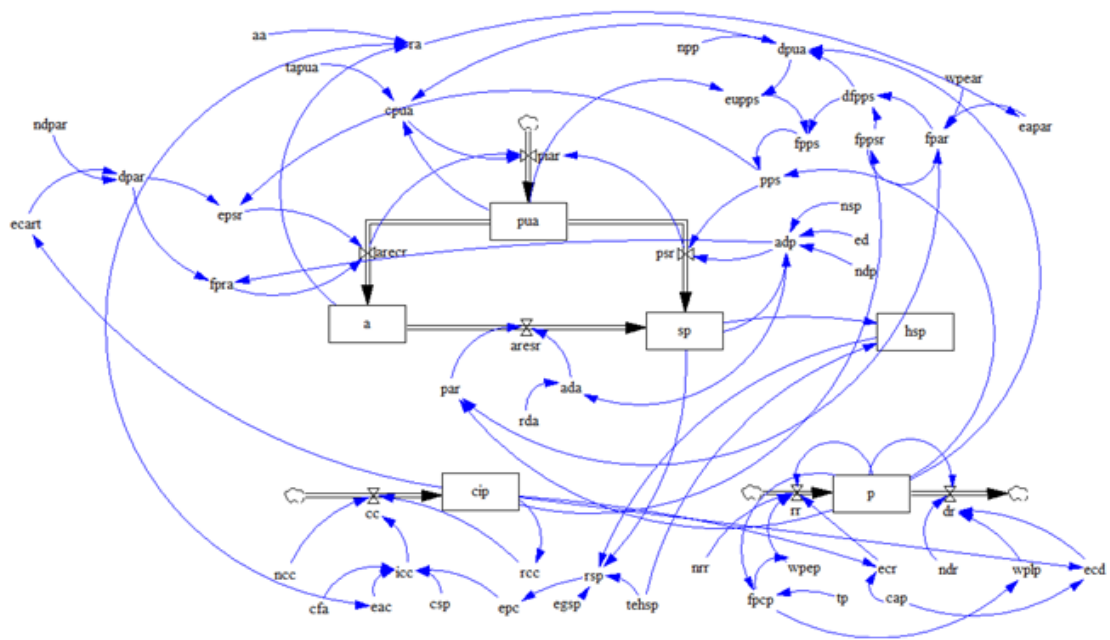 aa
ra
npp
dpua
tapua
wpear
eupps
dfpps
cpua
eapar
ndpar
fpps
fppsr
fpar
piar
dpar
pps
epsr
nsp
pua
ecart
adp
ed
arecr
psr
ndp
fpra
a
sp
hsp
aresr
par
ada
rda
cip
p
cc
rr
dr
ncc
icc
rcc
rsp
nrr
wpep
ecr
ndr
wplp
ecd
cfa
eac
csp
epc
egsp
tehsp
fpcp
tp
cap